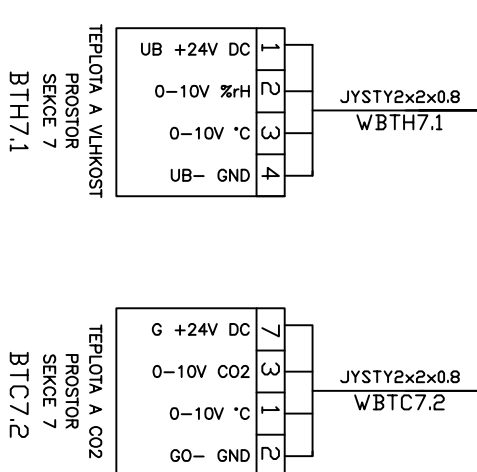 TEPLOTA A VLHKOST
PROSTOR
SEKCE 7
BTH7.1
UB +24V DC 1
0-10V %rH 2
0-10V °C 3
UB- GND 4
JYSTY2x2x0.8
WBTH7.1
TEPLOTA A CO2
PROSTOR
SEKCE 7
BTC7.2
G +24V DC 7
0-10V CO2 3
0-10V °C 1
GO- GND 2
JYSTY2x2x0.8
WBTC7.2